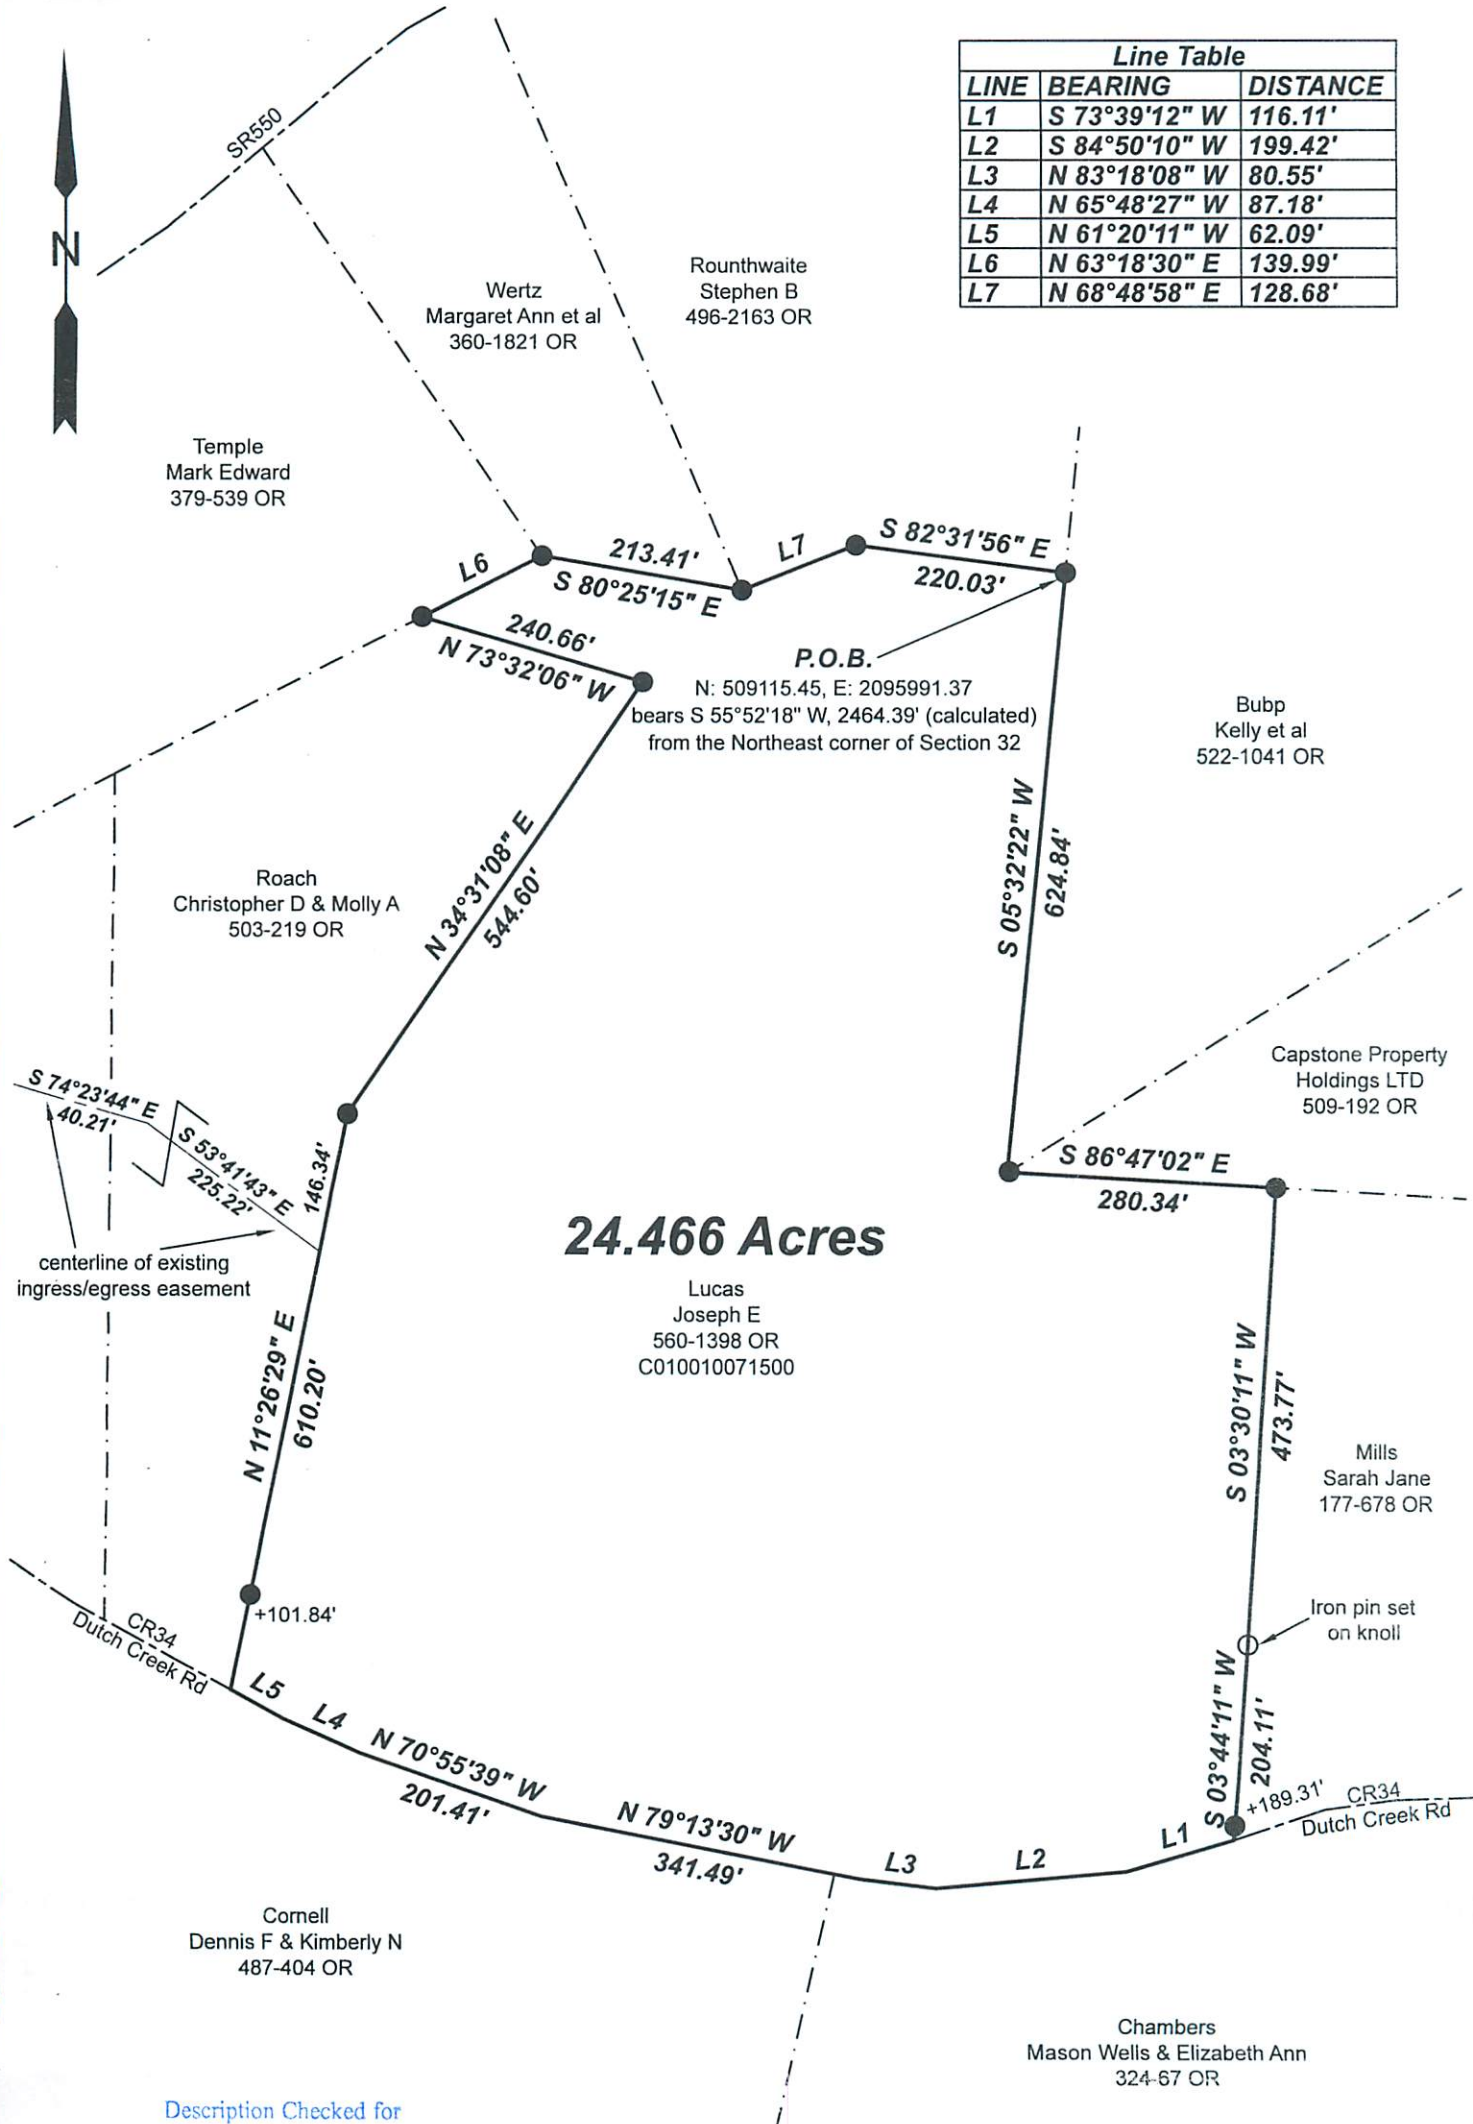 Line Table
LINE BEARING DISTANCE
L1 S 73°39'12" W 116.11'
L2 S 84°50'10" W 199.42'
L3 N 83°18'08" W 80.55'
L4 N 65°48'27" W 87.18'
L5 N 61°20'11" W 62.09'
L6 N 63°18'30" E 139.99'
L7 N 68°48'58" E 128.68'
SR550
N
Wertz
Margaret Ann et al
360-1821 OR
Rounthwaite
Stephen B
496-2163 OR
Temple
Mark Edward
379-539 OR
L6
213.41'
S 80°25'15" E
L7
S 82°31'56" E
220.03'
240.66'
N 73°32'06" W
P.O.B.
N: 509115.45, E: 2095991.37
bears S 55°52'18" W, 2464.39' (calculated)
from the Northeast corner of Section 32
Bubp
Kelly et al
522-1041 OR
S 05°32'22" W
624.84'
N 34°31'08" E
544.60'
Roach
Christopher D & Molly A
503-219 OR
Capstone Property
Holdings LTD
509-192 OR
S 74°23'44" E
40.21'
S 53°41'43" E
225.22'
146.34'
centerline of existing
ingress/egress easement
S 86°47'02" E
280.34'
24.466 Acres
Lucas
Joseph E
560-1398 OR
C010010071500
N 11°26'29" E
610.20'
S 03°30'11" W
473.77'
Mills
Sarah Jane
177-678 OR
Iron pin set
on knoll
+101.84'
CR34
Dutch Creek Rd
L5
L4
N 70°55'39" W
201.41'
N 79°13'30" W
341.49'
L3
L2
L1
S 03°44'11" W
204.11'
+189.31'
CR34
Dutch Creek Rd
Cornell
Dennis F & Kimberly N
487-404 OR
Chambers
Mason Wells & Elizabeth Ann
324-67 OR
Description Checked for